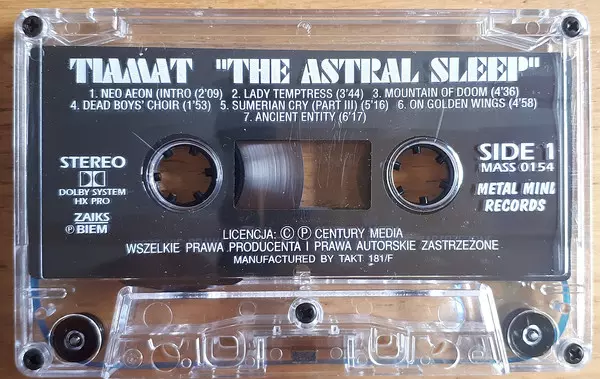 TIAMAT "THE ASTRAL SLEEP"
1. NEO AEON (INTRO (2'09) 2. LADY TEMPTRESS (3'44) 3. MOUNTAIN OF DOOM (4'36)
4. DEAD BOYS' CHOIR (1'53) 5. SUMERIAN CRY (PART III) (5'16) 6. ON GOLDEN WINGS (4'58)
7. ANCIENT ENTITY (6'17)
STEREO
DOLBY SYSTEM
HX PRO
ZAIKS
Ⓟ BIEM
SIDE 1
MASS 0154
METAL MIND
RECORDS
LICENCJA: Ⓒ Ⓟ CENTURY MEDIA
WSZELKIE PRAWA PRODUCENTA I PRAWA AUTORSKIE ZASTRZEŻONE
MANUFACTURED BY TAKT 181/F